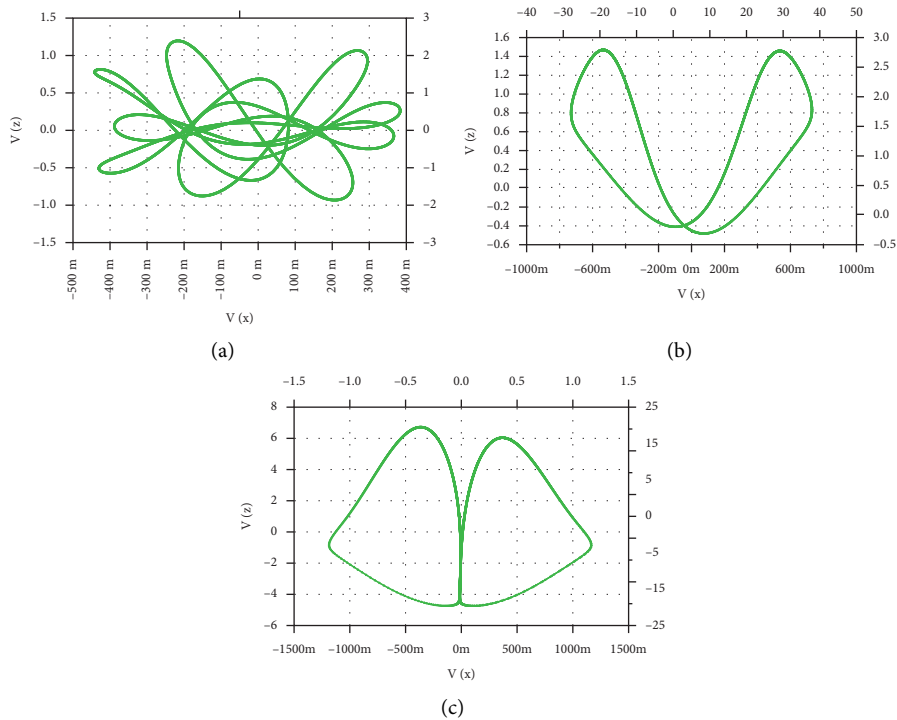 1.5
1.0
0.5
0.0
−0.5
−1.0
−1.5
V (z)
3
2
1
0
−1
−2
−3
−500 m
−400 m
−300 m
−200 m
−100 m
0 m
100 m
200 m
300 m
400 m
V (x)
(a)
−40 −30 −20 −10 0 10 20 30 40 50
1.6
1.4
1.2
1.0
0.8
0.6
0.4
0.2
0.0
−0.2
−0.4
−0.6
V (z)
3.0
2.5
2.0
1.5
1.0
0.5
−0.0
−0.5
−1000m −600m −200m 0m 200m 600m 1000m
V (x)
(b)
−1.5 −1.0 −0.5 0.0 0.5 1.0 1.5
8
6
4
2
0
−2
−4
−6
V (z)
25
20
15
10
5
0
−5
−10
−15
−20
−25
−1500m −1000m −500m 0m 500m 1000m 1500m
V (x)
(c)